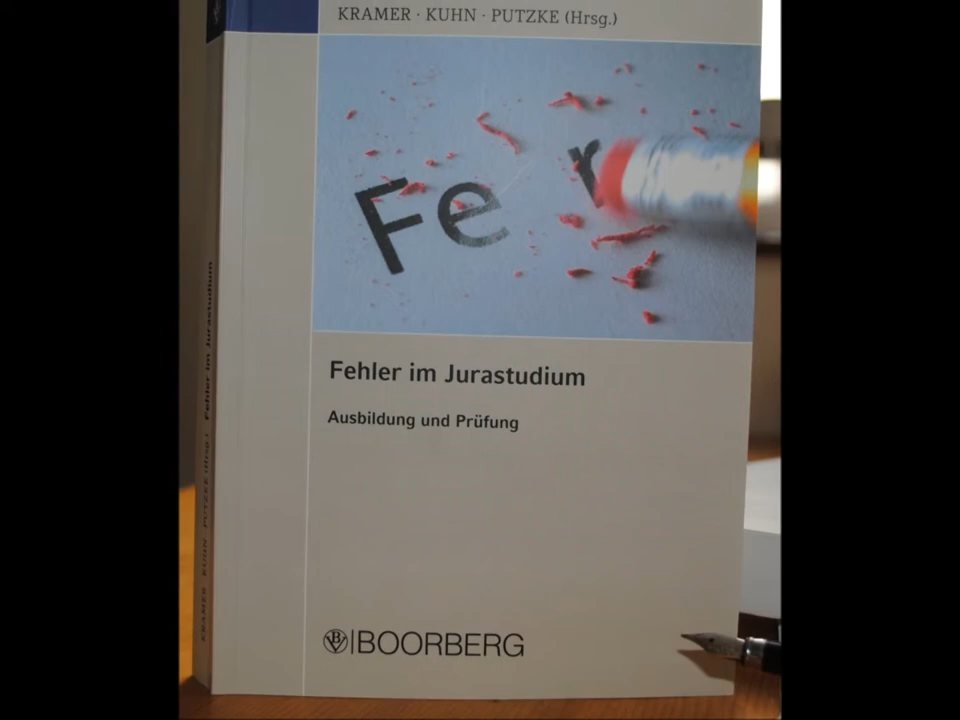 KRAMER · KUHN · PUTZKE (Hrsg.)
Fe r
Fehler im Jurastudium
Ausbildung und Prüfung
BOORBERG
KRAMER · KUHN · PUTZKE (Hrsg.) Fehler im Jurastudium